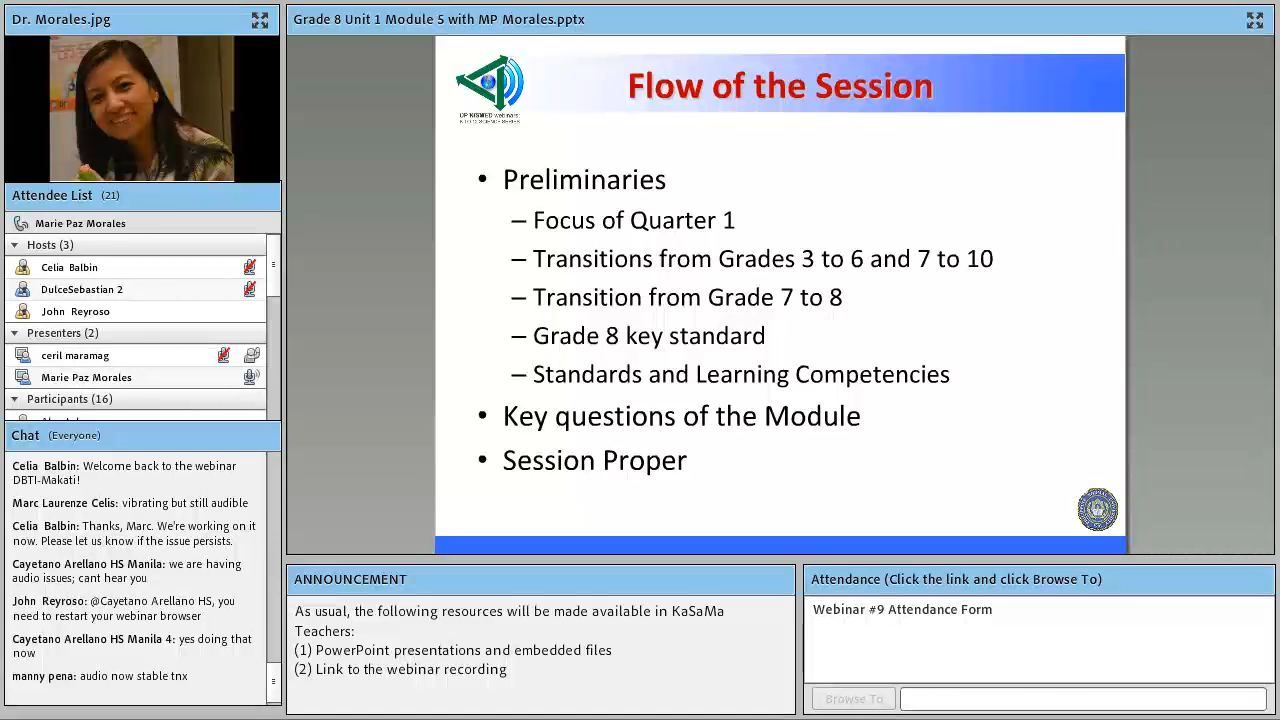 Dr. Morales.jpg
Attendee List (21)
Marie Paz Morales
Hosts (3)
Celia Balbin
DulceSebastian 2
John Reyroso
Presenters (2)
ceril maramag
Marie Paz Morales
Participants (16)
Chat (Everyone)
Celia Balbin: Welcome back to the webinar
DBTI-Makati!
Marc Laurenze Celis: vibrating but still audible
Celia Balbin: Thanks, Marc. We're working on it
now. Please let us know if the issue persists.
Cayetano Arellano HS Manila: we are having
audio issues; cant hear you
John Reyroso: @Cayetano Arellano HS, you
need to restart your webinar browser
Cayetano Arellano HS Manila 4: yes doing that
now
manny pena: audio now stable tnx
Grade 8 Unit 1 Module 5 with MP Morales.pptx
UP NISMED webinars:
K TO 12 SCIENCE SERIES
Flow of the Session
• Preliminaries
– Focus of Quarter 1
– Transitions from Grades 3 to 6 and 7 to 10
– Transition from Grade 7 to 8
– Grade 8 key standard
– Standards and Learning Competencies
• Key questions of the Module
• Session Proper
ANNOUNCEMENT
As usual, the following resources will be made available in KaSaMa
Teachers:
(1) PowerPoint presentations and embedded files
(2) Link to the webinar recording
Attendance (Click the link and click Browse To)
Webinar #9 Attendance Form
Browse To